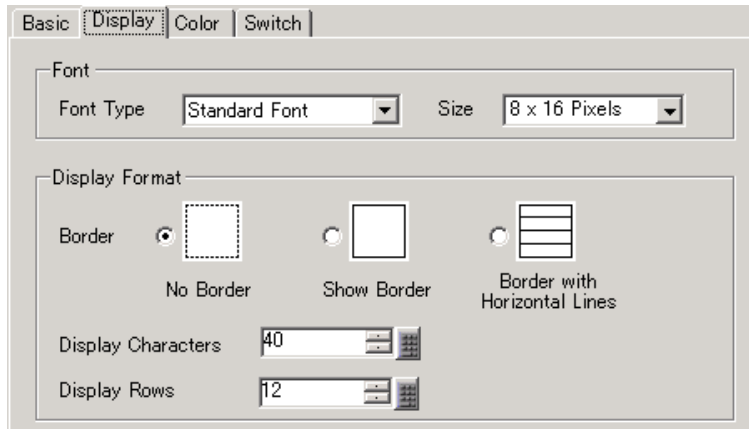 Basic Display Color Switch
Font
Font Type Standard Font Size 8 x 16 Pixels
Display Format
Border
No Border Show Border Border with
Horizontal Lines
Display Characters 40
Display Rows 12